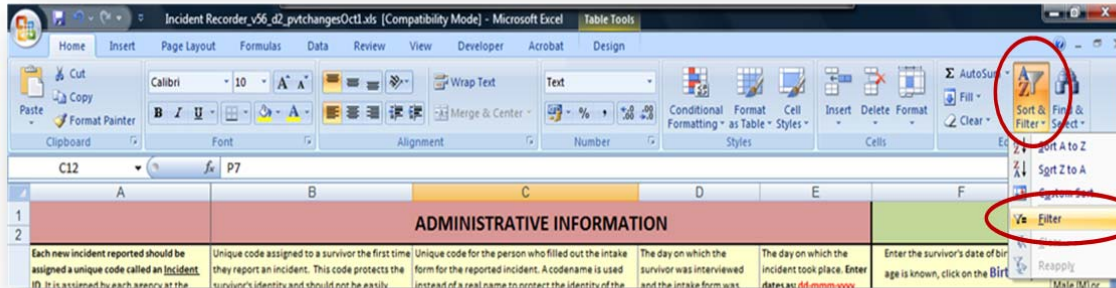 Incident Recorder_v56_d2_pvtchangesOct1.xls [Compatibility Mode] - Microsoft Excel
Table Tools
Home Insert Page Layout Formulas Data Review View Developer Acrobat Design
Cut
Copy
Format Painter
Paste
Calibri 10 A A
B I U A
Wrap Text
Merge & Center
Text
% ,
Conditional Formatting
Format as Table
Cell Styles
Insert Delete Format
Σ AutoSum
Fill
Clear
Sort & Filter
Find & Select
Clipboard Font Alignment Number Styles Cells
Sort A to Z
Sort Z to A
Custom Sort
Filter
Reapply
C12 fx P7
A B C D E F
1
2
ADMINISTRATIVE INFORMATION
Each new incident reported should be
assigned a unique code called an Incident
ID. It is assigned by each agency at the
Unique code assigned to a survivor the first time
they report an incident. This code protects the
survivor's identity and should not be easily
Unique code for the person who filled out the intake
form for the reported incident. A codename is used
instead of a real name to protect the identity of the
The day on which the
survivor was interviewed
and the intake form was
The day on which the
incident took place. Enter
dates as: dd-mmm-yyyy
Enter the survivor's date of bir
age is known, click on the Birt
Male (M) or